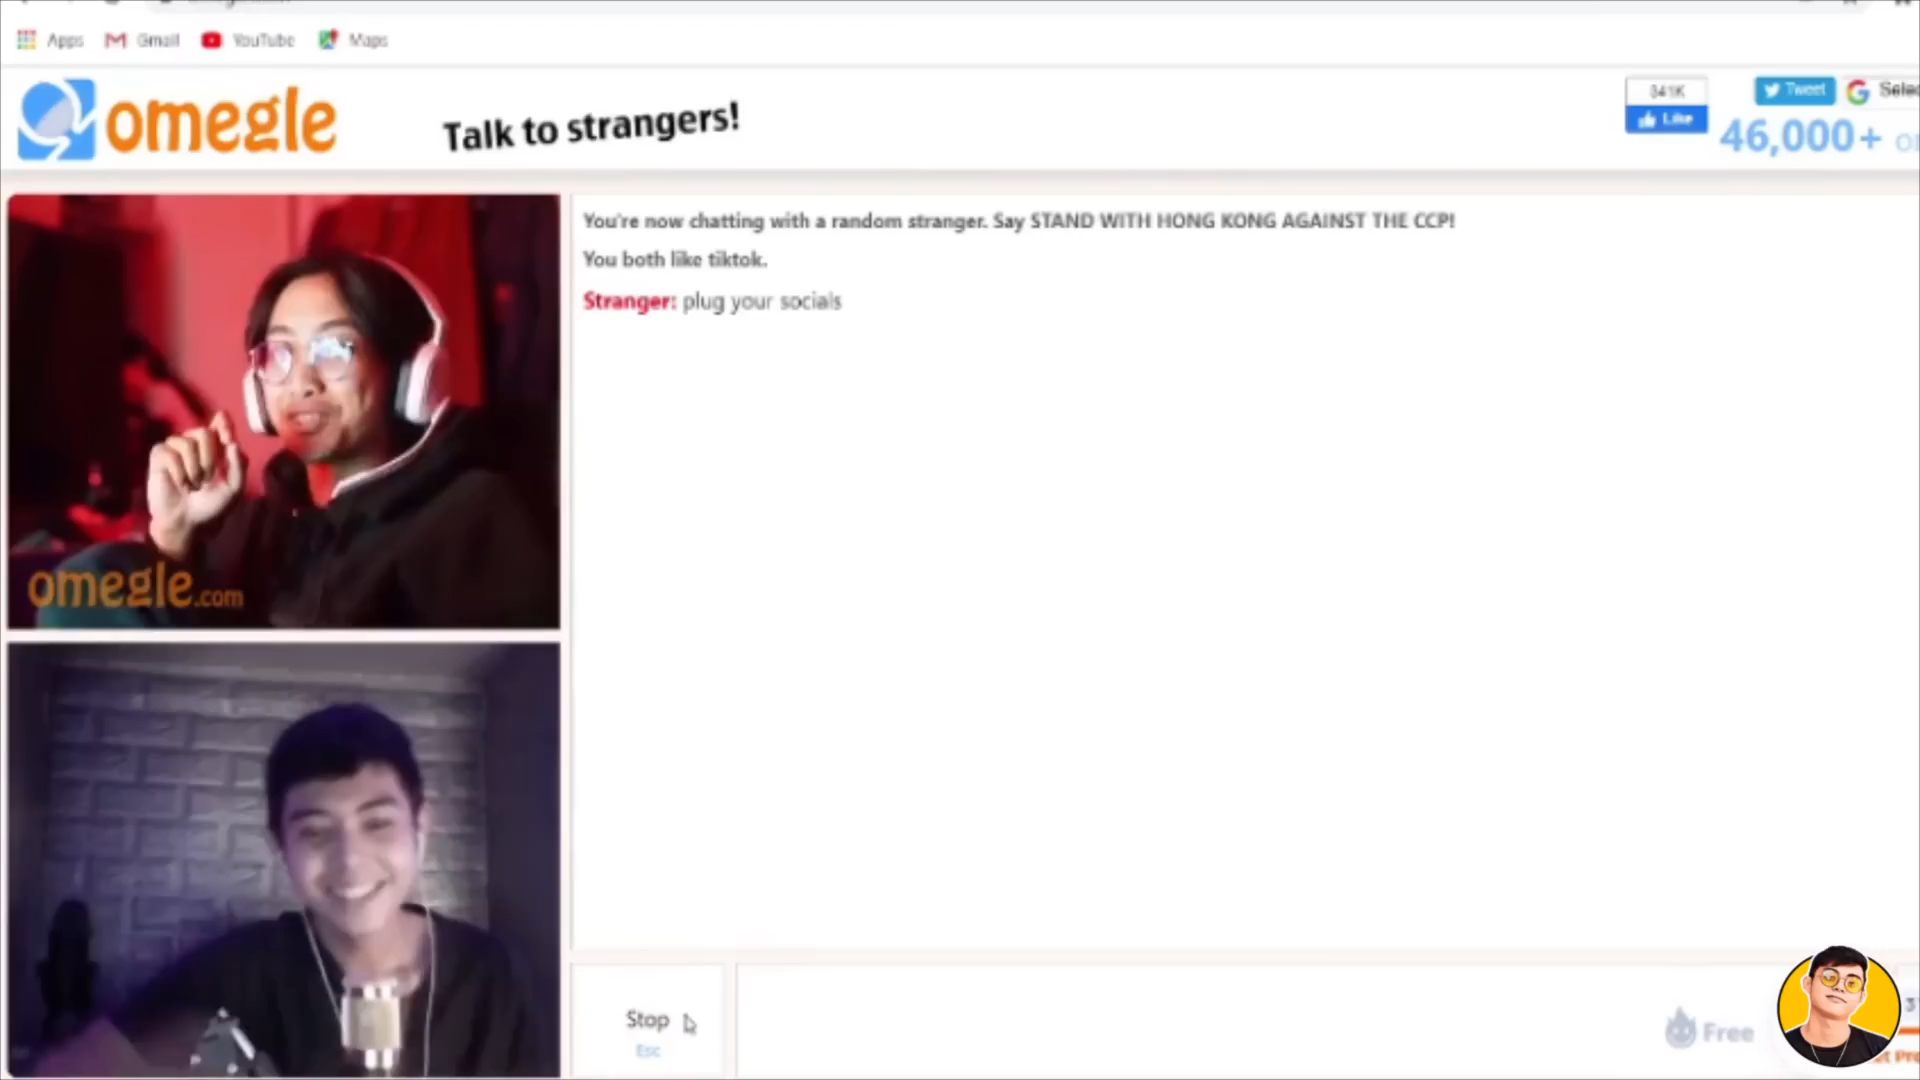 Apps Gmail YouTube Maps
omegle
Talk to strangers!
341K
Like
Tweet
46,000+
You're now chatting with a random stranger. Say STAND WITH HONG KONG AGAINST THE CCP!
You both like tiktok.
Stranger: plug your socials
omegle.com
Stop
Esc
Free